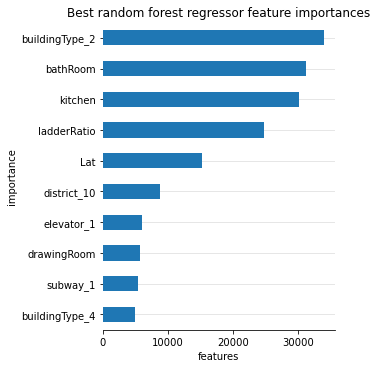 Best random forest regressor feature importances
importance
buildingType_2
bathRoom
kitchen
ladderRatio
Lat
district_10
elevator_1
drawingRoom
subway_1
buildingType_4
0 10000 20000 30000
features